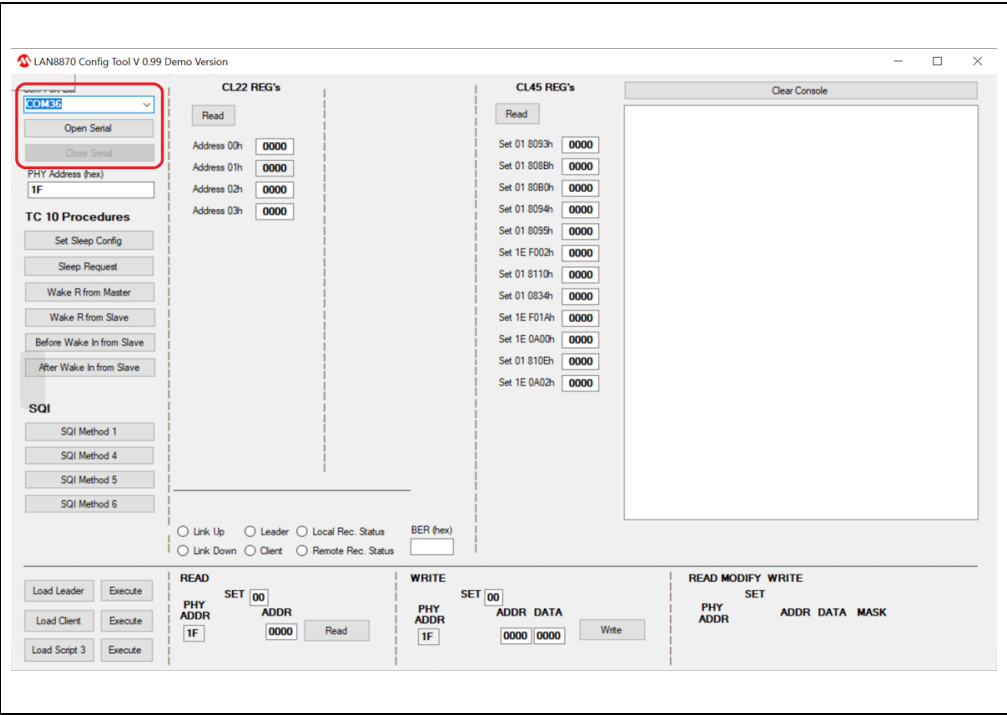 LAN8870 Config Tool V 0.99 Demo Version
COM36
Open Serial
Close Serial
PHY Address (hex)
1F
TC 10 Procedures
Set Sleep Config
Sleep Request
Wake R from Master
Wake R from Slave
Before Wake In from Slave
After Wake In from Slave
SQI
SQI Method 1
SQI Method 4
SQI Method 5
SQI Method 6
CL22 REG's
Read
Address 00h 0000
Address 01h 0000
Address 02h 0000
Address 03h 0000
Link Up Leader Local Rec. Status
Link Down Client Remote Rec. Status
BER (hex)
CL45 REG's
Read
Set 01 8093h 0000
Set 01 808Bh 0000
Set 01 80B0h 0000
Set 01 8094h 0000
Set 01 8095h 0000
Set 1E F002h 0000
Set 01 8110h 0000
Set 01 0834h 0000
Set 1E F01Ah 0000
Set 1E 0A00h 0000
Set 01 810Eh 0000
Set 1E 0A02h 0000
Clear Console
Load Leader Execute
Load Client Execute
Load Script 3 Execute
READ
SET 00
PHY ADDR
ADDR
1F 0000 Read
WRITE
SET 00
PHY ADDR
ADDR DATA
1F 0000 0000 Write
READ MODIFY WRITE
SET
PHY ADDR
ADDR DATA MASK